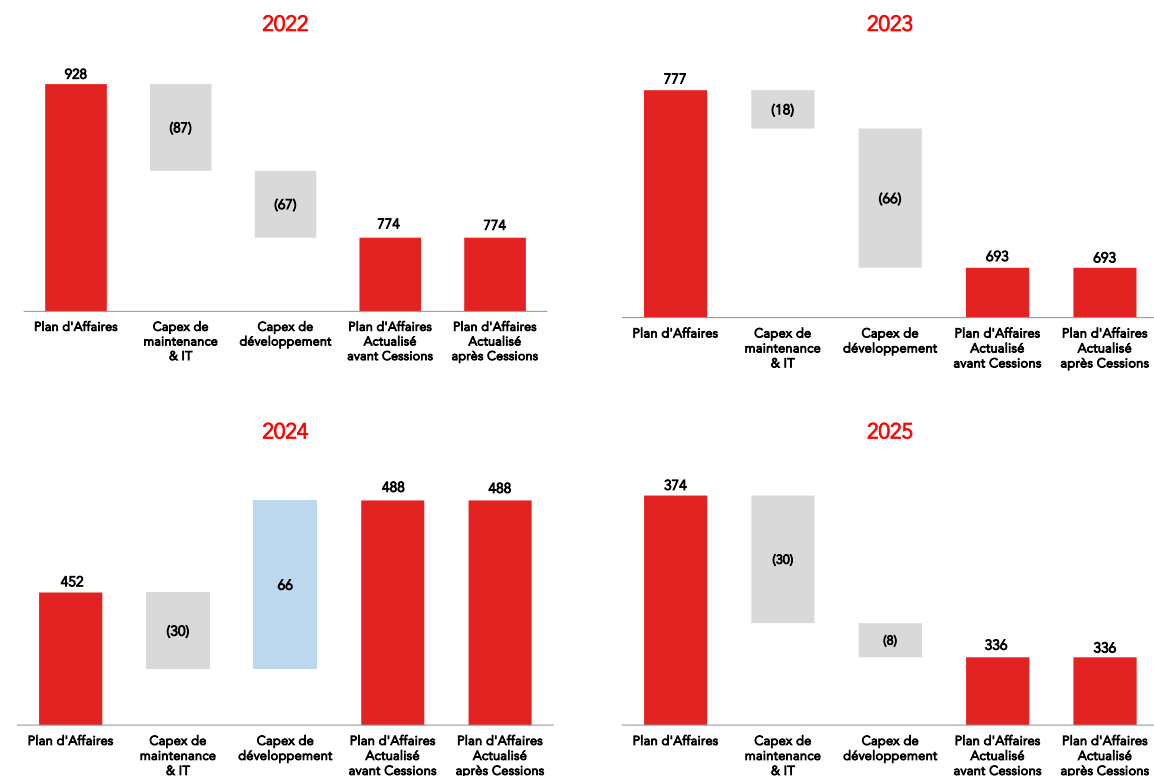 2022
928
(87)
(67)
774
774
Plan d'Affaires
Capex de
maintenance
& IT
Capex de
développement
Plan d'Affaires
Actualisé
avant Cessions
Plan d'Affaires
Actualisé
après Cessions
2023
777
(18)
(66)
693
693
Plan d'Affaires
Capex de
maintenance
& IT
Capex de
développement
Plan d'Affaires
Actualisé
avant Cessions
Plan d'Affaires
Actualisé
après Cessions
2024
452
(30)
66
488
488
Plan d'Affaires
Capex de
maintenance
& IT
Capex de
développement
Plan d'Affaires
Actualisé
avant Cessions
Plan d'Affaires
Actualisé
après Cessions
2025
374
(30)
(8)
336
336
Plan d'Affaires
Capex de
maintenance
& IT
Capex de
développement
Plan d'Affaires
Actualisé
avant Cessions
Plan d'Affaires
Actualisé
après Cessions